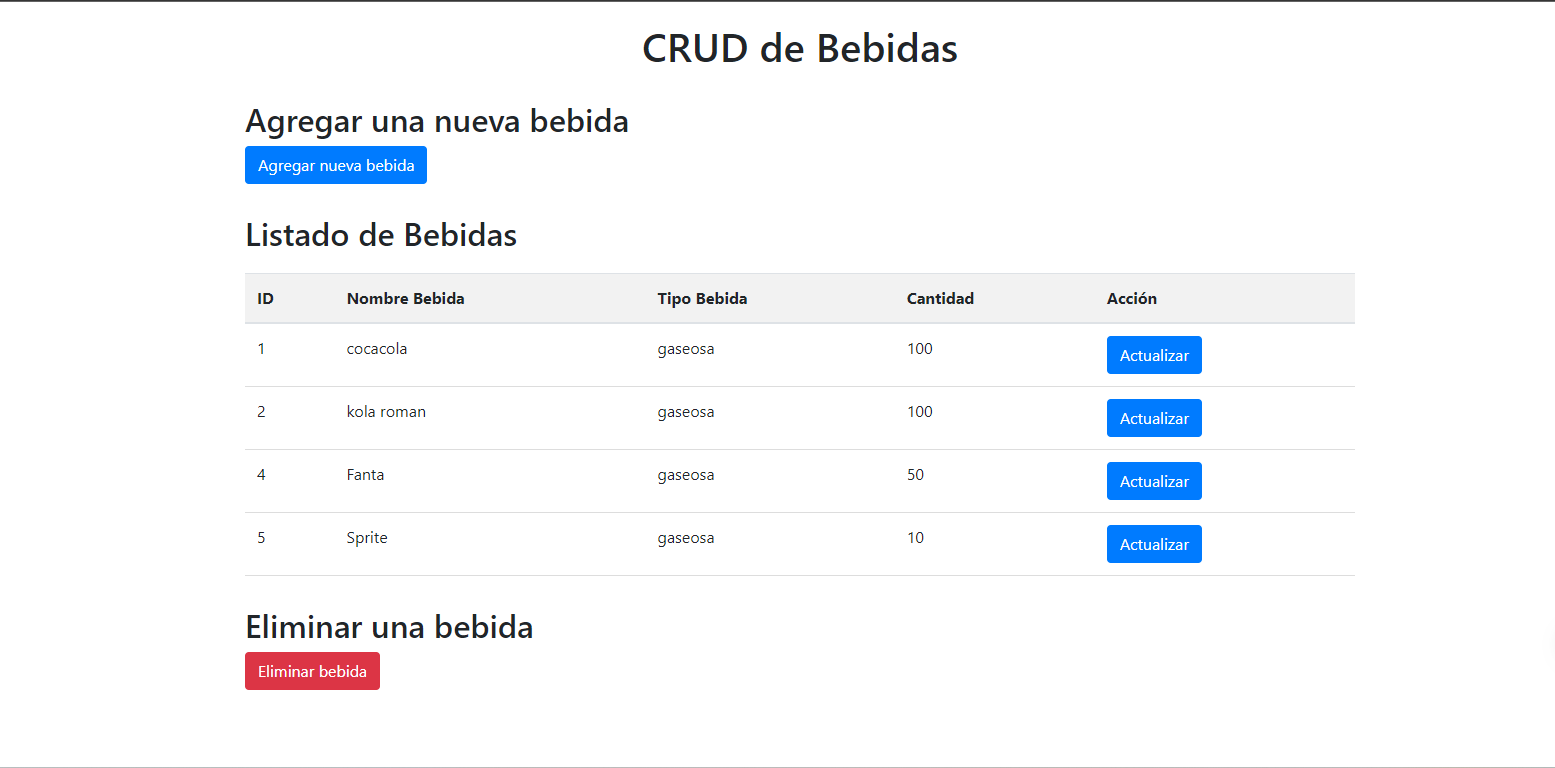 CRUD de Bebidas
Agregar una nueva bebida
Agregar nueva bebida
Listado de Bebidas
ID Nombre Bebida Tipo Bebida Cantidad Acción
1 cocacola gaseosa 100 Actualizar
2 kola roman gaseosa 100 Actualizar
4 Fanta gaseosa 50 Actualizar
5 Sprite gaseosa 10 Actualizar
Eliminar una bebida
Eliminar bebida